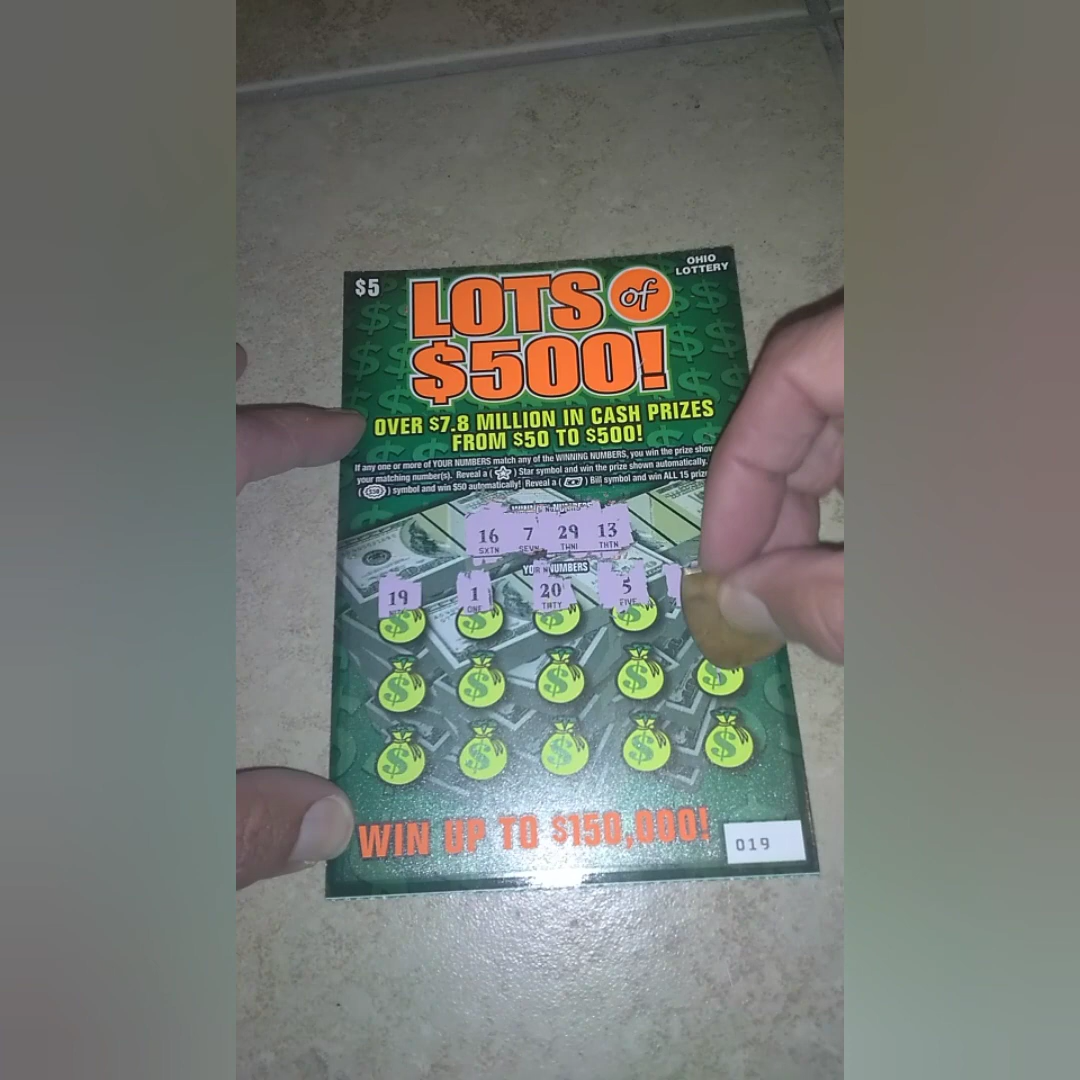 $5
OHIO
LOTTERY
LOTS of
$500!
OVER $7.8 MILLION IN CASH PRIZES
FROM $50 TO $500!
If any one or more of YOUR NUMBERS match any of the WINNING NUMBERS, you win the prize
your matching number(s). Reveal a ( ) Star symbol and win the prize shown automatically.
( ) symbol and win $50 automatically! Reveal a ( ) Bill symbol and win ALL 15
16 7 29 13
SXTN SEVN TWNI THTN
YOUR NUMBERS
19 1 20 5
ONE TWTY FIVE
WIN UP TO $150,000!
019